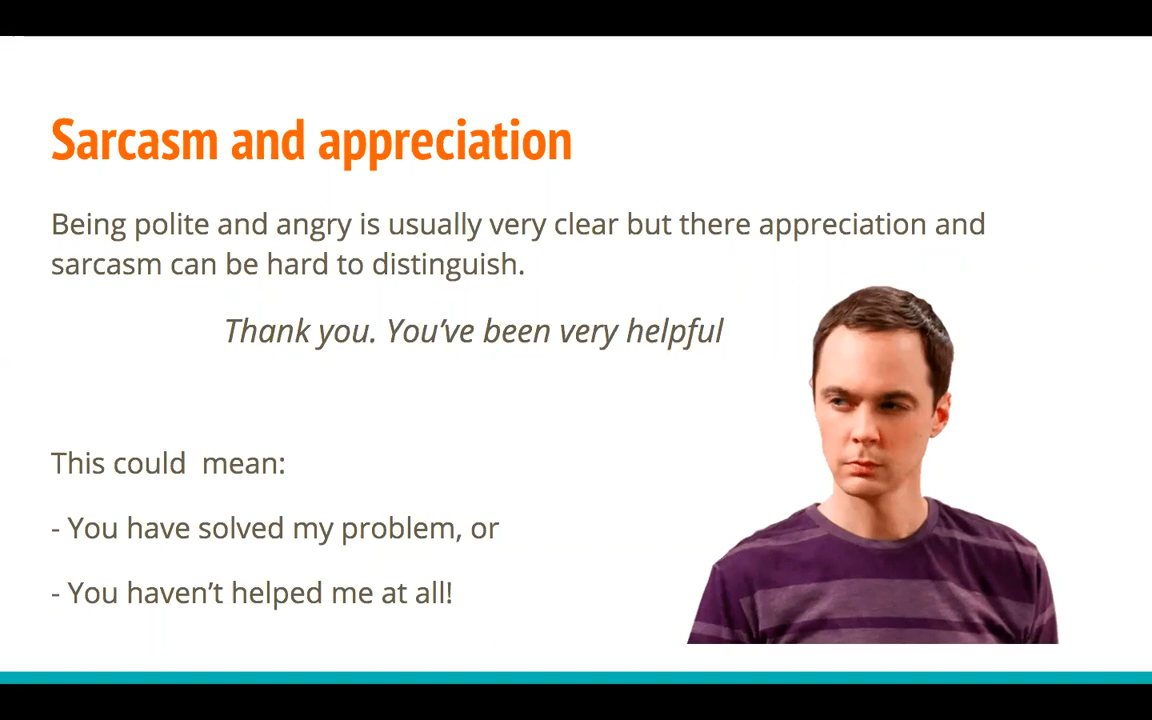 Sarcasm and appreciation
Being polite and angry is usually very clear but there appreciation and
sarcasm can be hard to distinguish.
Thank you. You’ve been very helpful
This could  mean:
- You have solved my problem, or
- You haven’t helped me at all!